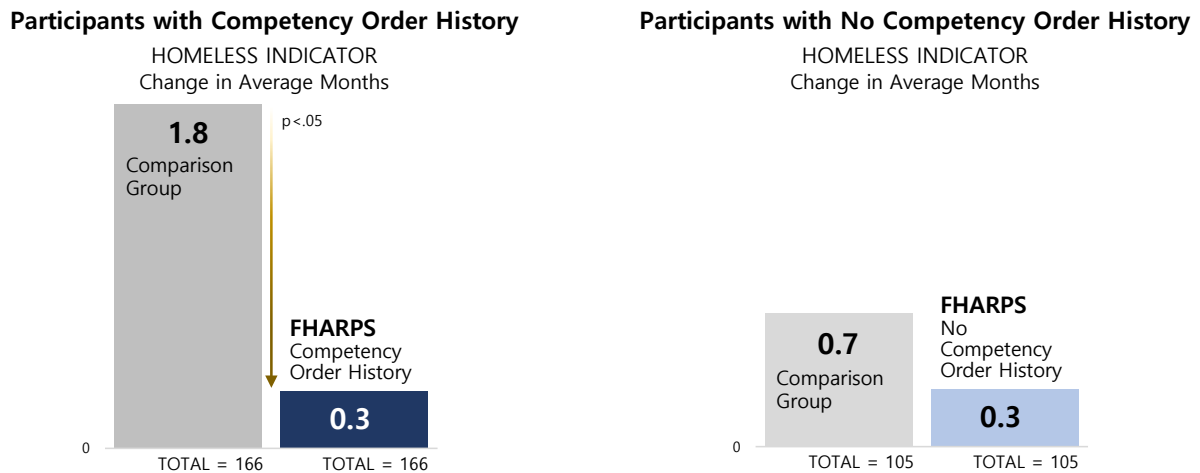 Participants with Competency Order History
HOMELESS INDICATOR
Change in Average Months
1.8
Comparison
Group
p<.05
FHARPS
Competency
Order History
0.3
0
TOTAL = 166
TOTAL = 166
Participants with No Competency Order History
HOMELESS INDICATOR
Change in Average Months
0.7
Comparison
Group
FHARPS
No
Competency
Order History
0.3
0
TOTAL = 105
TOTAL = 105